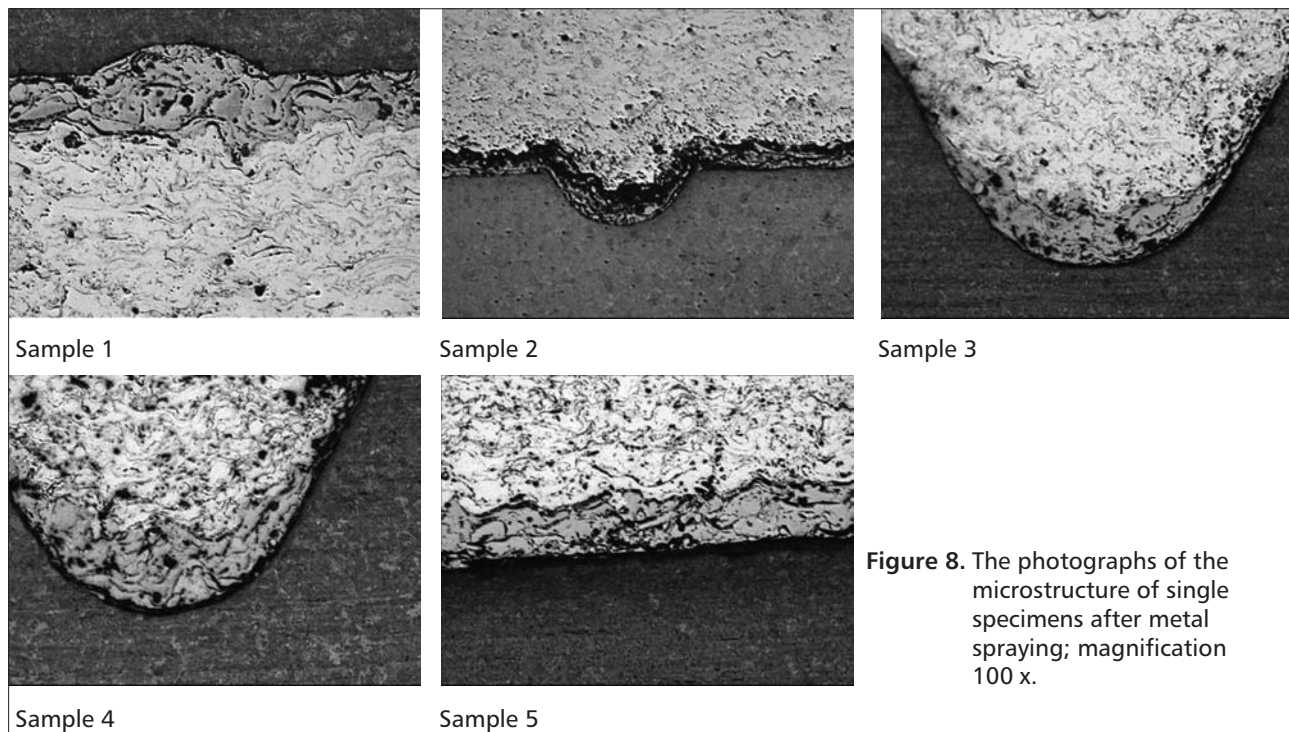 Sample 1
Sample 2
Sample 3
Sample 4
Sample 5
Figure 8. The photographs of the
microstructure of single
specimens after metal
spraying; magnification
100 x.